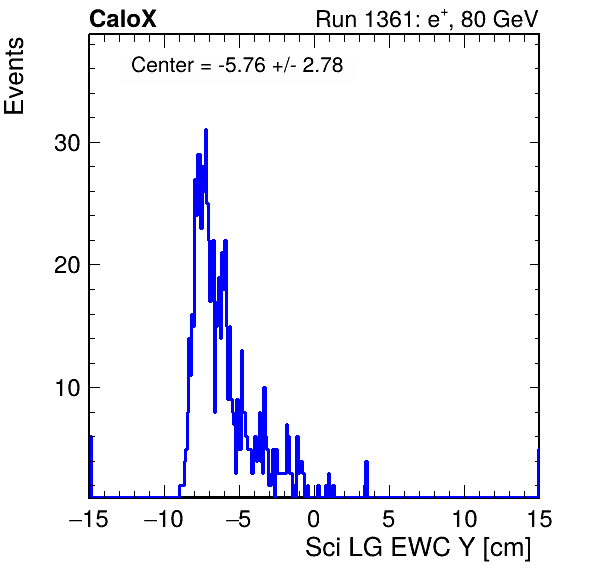 CaloX Run 1361: e⁺, 80 GeV
Events
Center = -5.76 +/- 2.78
30
20
10
−15 −10 −5 0 5 10 15
Sci LG EWC Y [cm]